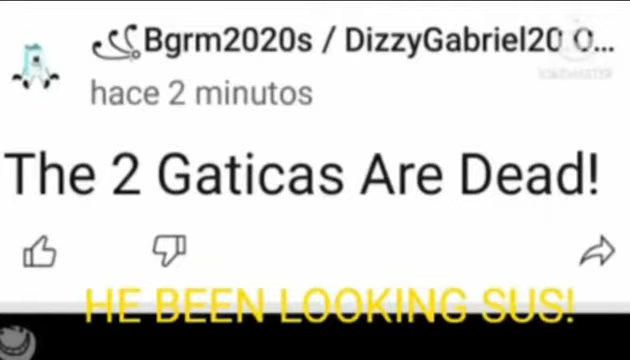 Bgrm2020s / DizzyGabriel20 O...
hace 2 minutos
The 2 Gaticas Are Dead!
HE BEEN LOOKING SUS!